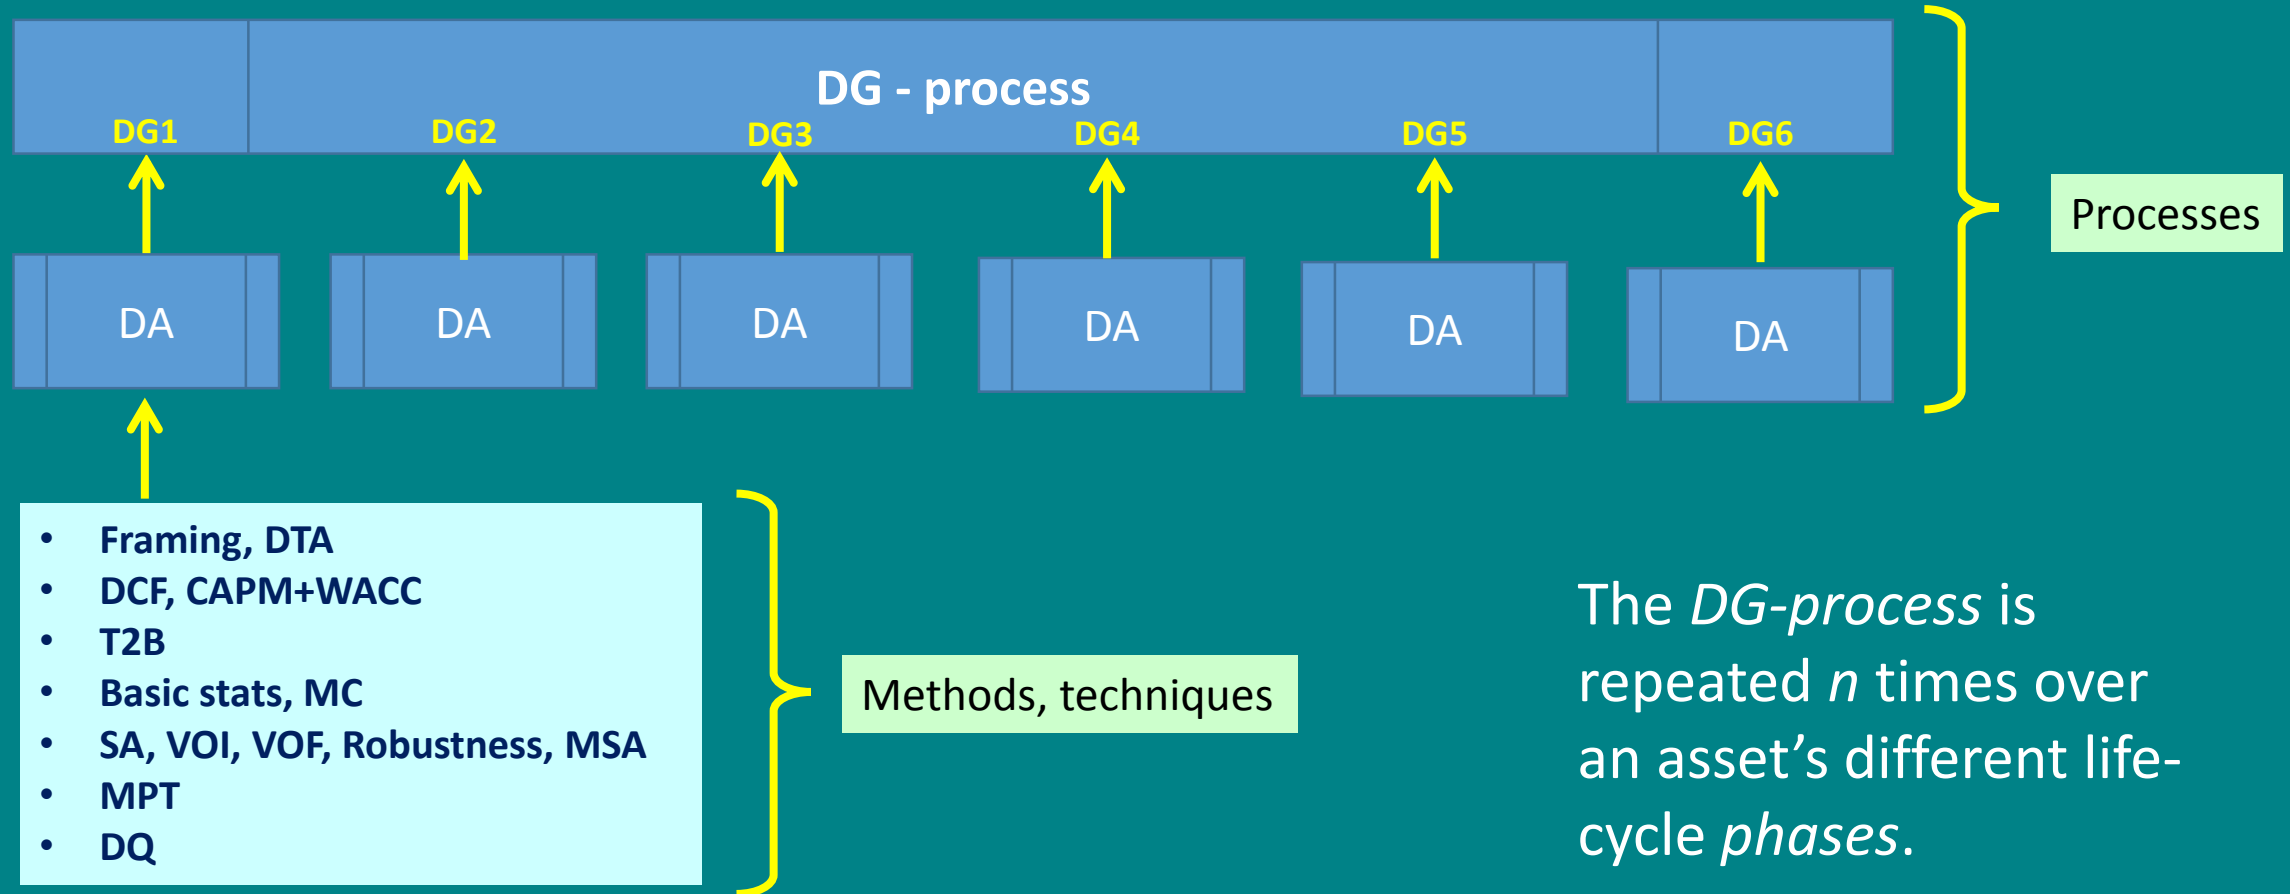 DG - process
DG1
DG2
DG3
DG4
DG5
DG6
Processes
DA
DA
DA
DA
DA
DA
• Framing, DTA
• DCF, CAPM+WACC
• T2B
• Basic stats, MC
• SA, VOI, VOF, Robustness, MSA
• MPT
• DQ
Methods, techniques
The DG-process is
repeated n times over
an asset’s different life-
cycle phases.